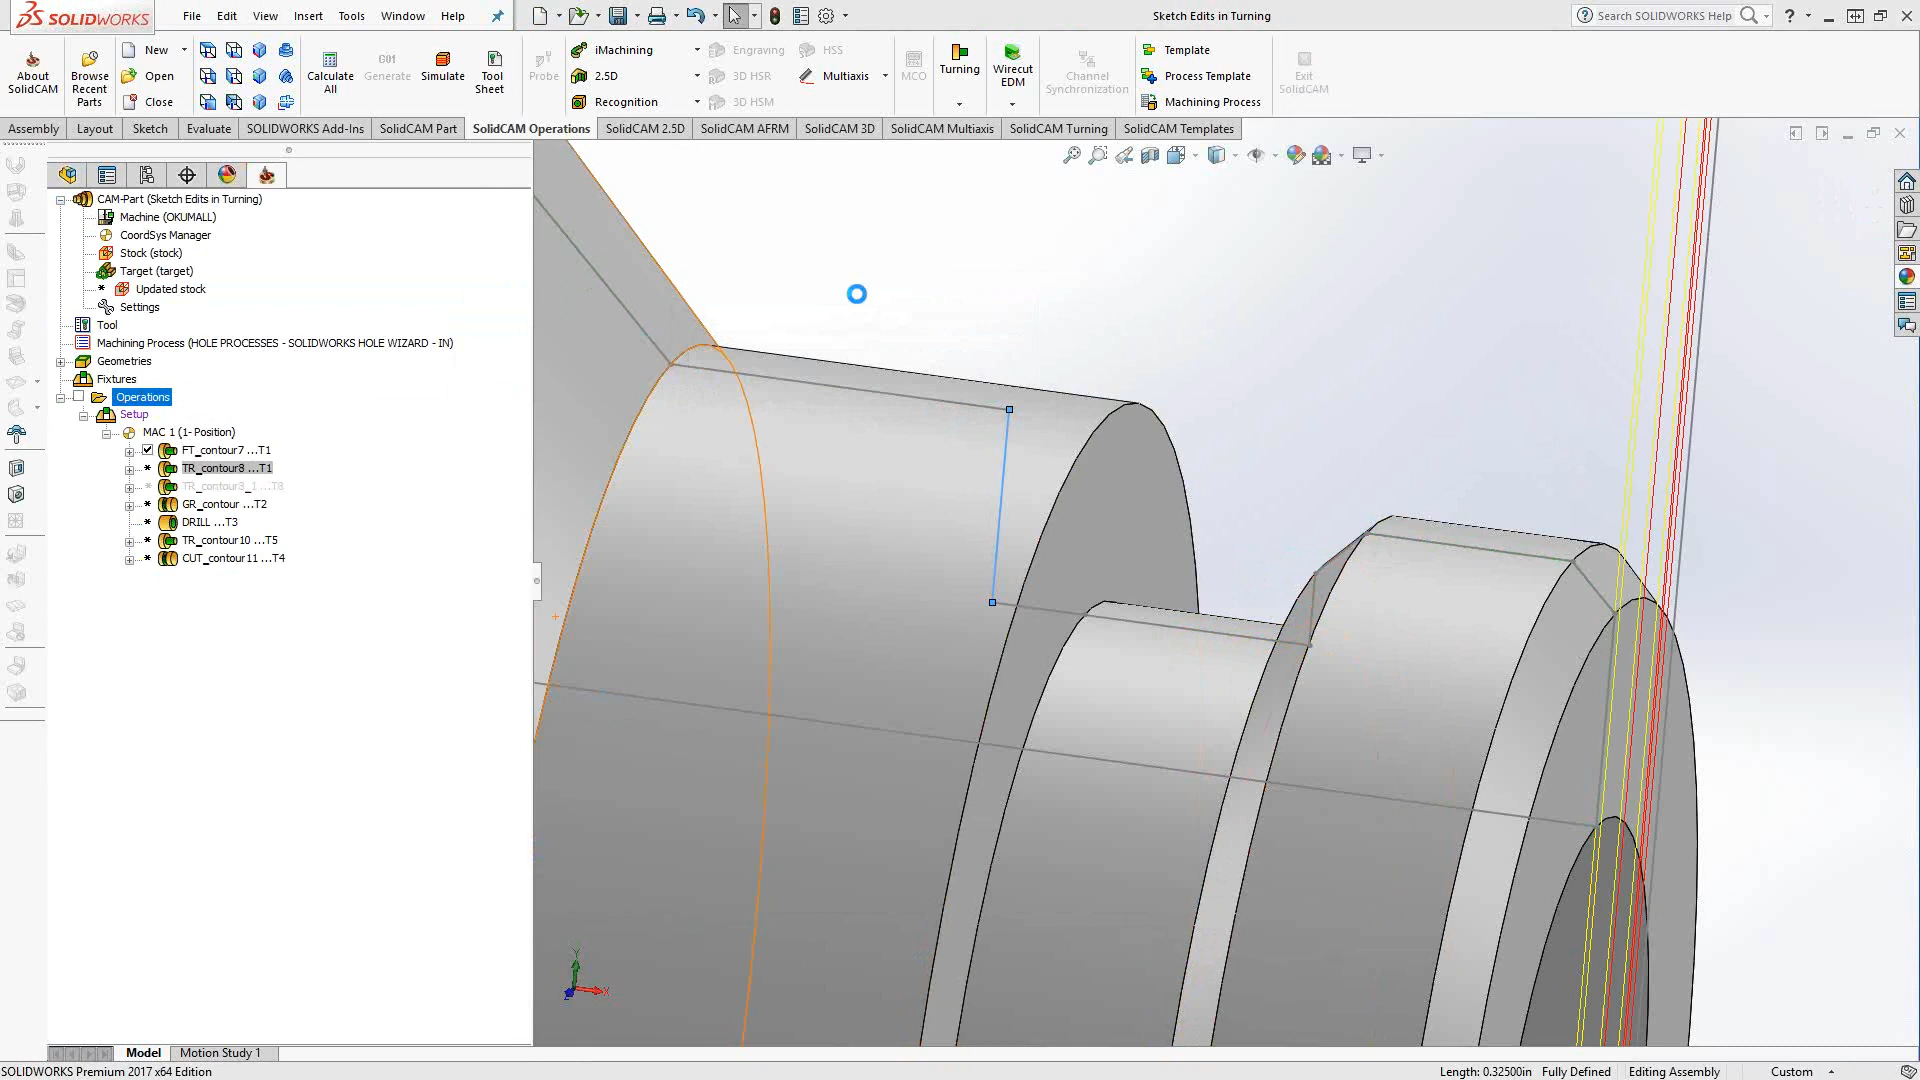 SOLIDWORKS File Edit View Insert Tools Window Help
Sketch Edits in Turning
Search SOLIDWORKS Help
About SolidCAM
Browse Recent Parts
New
Open
Close
Calculate All
G01
Generate
Simulate
Tool Sheet
Probe
iMachining
2.5D
Recognition
Engraving
3D HSR
3D HSM
HSS
Multiaxis
MCO
Turning
Wirecut EDM
Channel Synchronization
Template
Process Template
Machining Process
Exit SolidCAM
Assembly Layout Sketch Evaluate SOLIDWORKS Add-Ins SolidCAM Part SolidCAM Operations SolidCAM 2.5D SolidCAM AFRM SolidCAM 3D SolidCAM Multiaxis SolidCAM Turning SolidCAM Templates
CAM-Part (Sketch Edits in Turning)
Machine (OKUMALL)
CoordSys Manager
Stock (stock)
Target (target)
Updated stock
Settings
Tool
Machining Process (HOLE PROCESSES - SOLIDWORKS HOLE WIZARD - IN)
Geometries
Fixtures
Operations
Setup
MAC 1 (1- Position)
FT_contour7 ...T1
TR_contour8 ...T1
TR_contour8_1 ...T8
GR_contour ...T2
DRILL ...T3
TR_contour10 ...T5
CUT_contour11 ...T4
Y
X
Z
Model Motion Study 1
SOLIDWORKS Premium 2017 x64 Edition
Length: 0.32500in Fully Defined Editing Assembly Custom